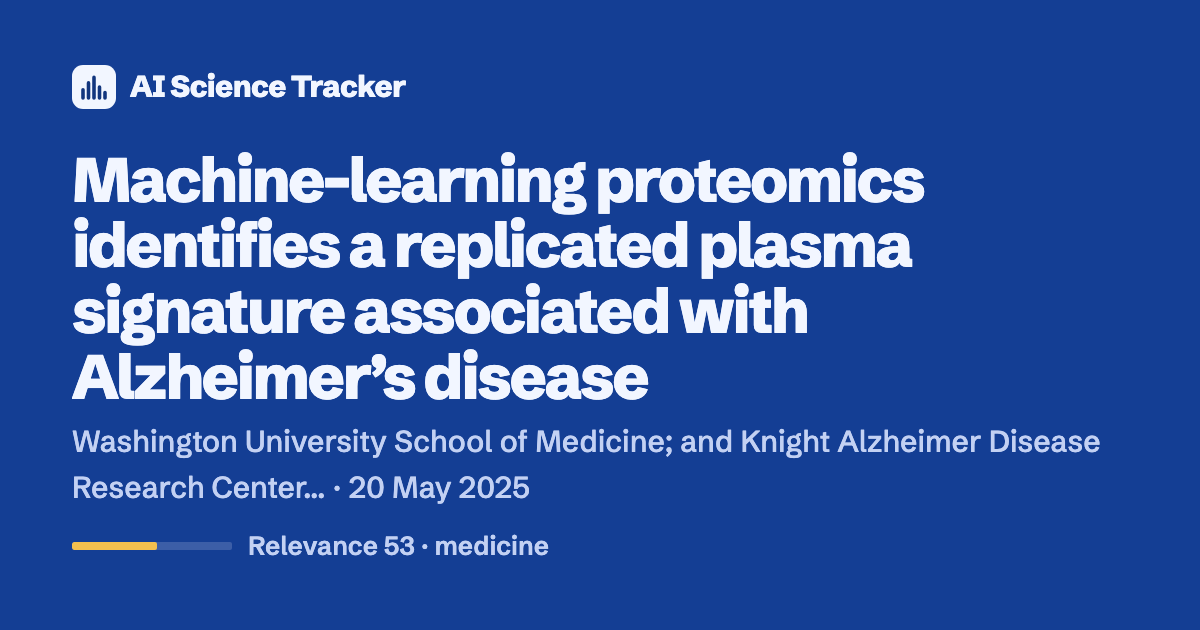 AI Science Tracker
Machine-learning proteomics
identifies a replicated plasma
signature associated with
Alzheimer’s disease
Washington University School of Medicine; and Knight Alzheimer Disease
Research Center... · 20 May 2025
Relevance 53 · medicine